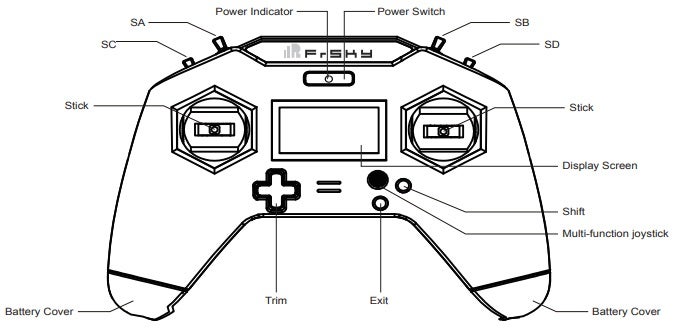 Power Indicator
Power Switch
SA
SB
SC
SD
FrSKY
Stick
Stick
Display Screen
Shift
Multi-function joystick
Trim
Exit
Battery Cover
Battery Cover